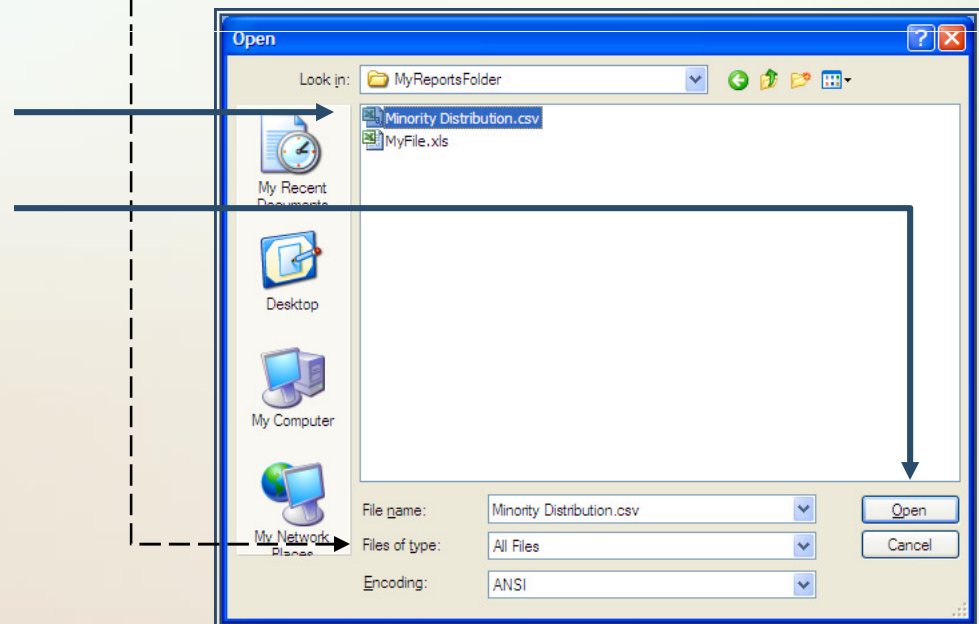 Open
Look in: MyReportsFolder
Minority Distribution.csv
MyFile.xls
My Recent
Documents
Desktop
My Computer
My Network
Places
File name: Minority Distribution.csv Open
Files of type: All Files Cancel
Encoding: ANSI